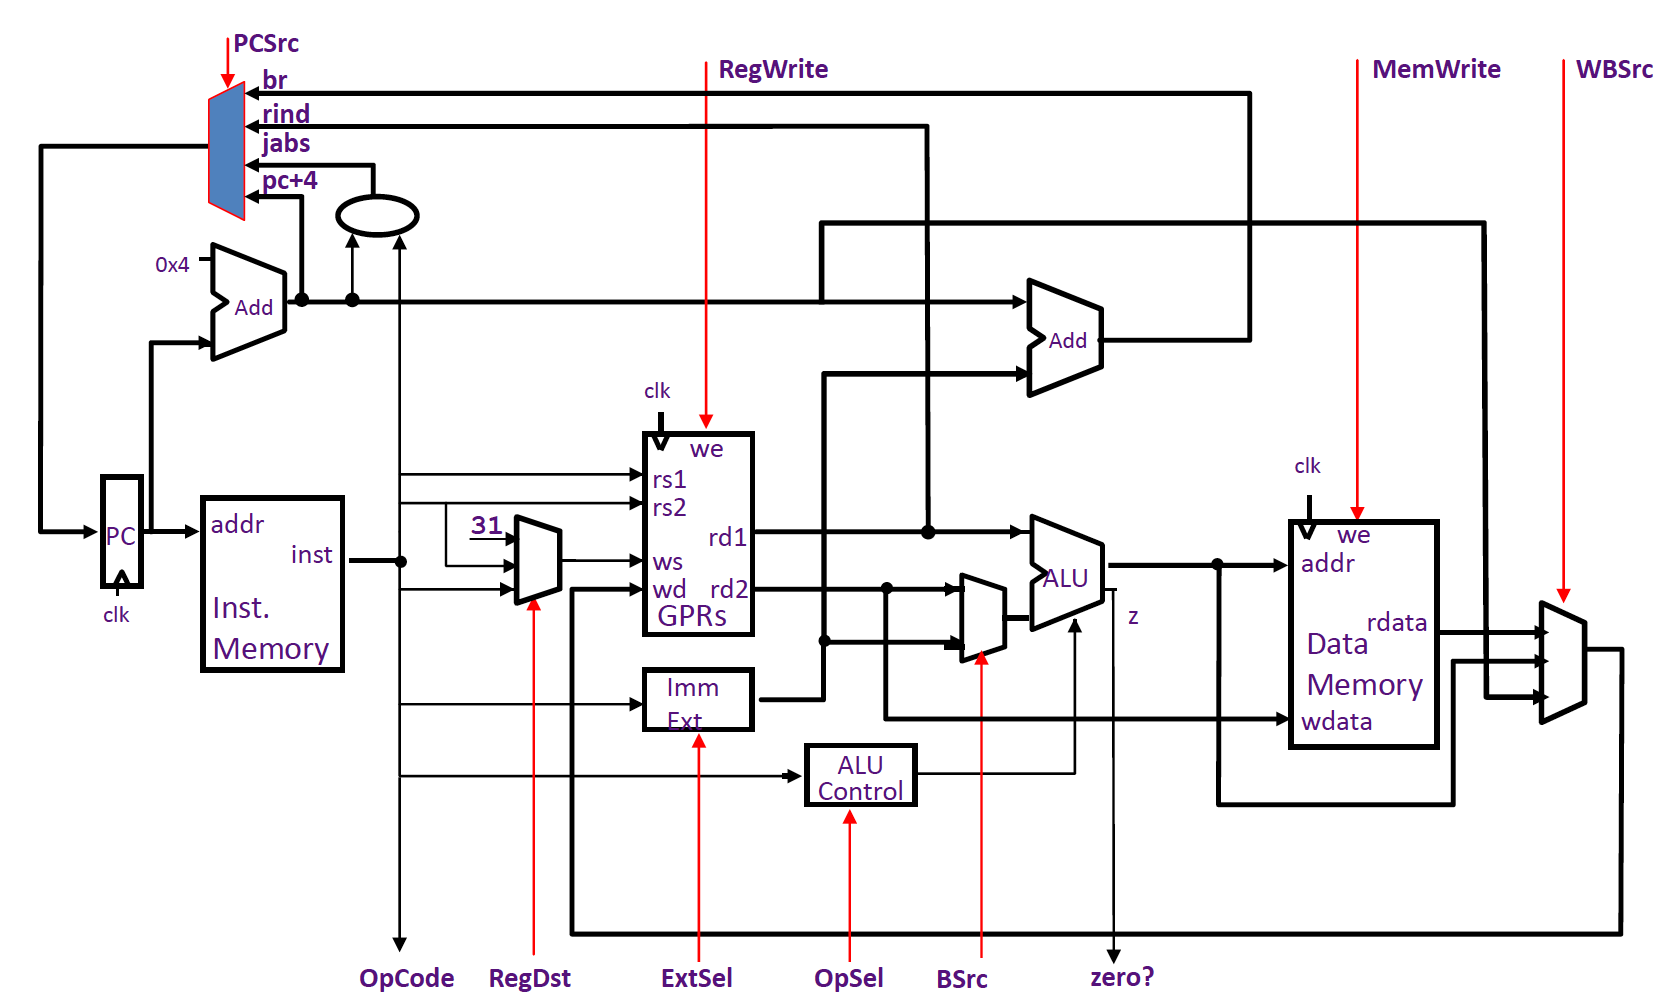 PCSrc
RegWrite
MemWrite
WBSrc
br
rind
jabs
pc+4
0x4
Add
Add
clk
we
rs1
rs2
31
rd1
ws
wd
rd2
GPRs
PC
clk
addr
inst
Inst.
Memory
ALU
z
clk
we
addr
rdata
Data
Memory
wdata
Imm
Ext
ALU
Control
OpCode
RegDst
ExtSel
OpSel
BSrc
zero?